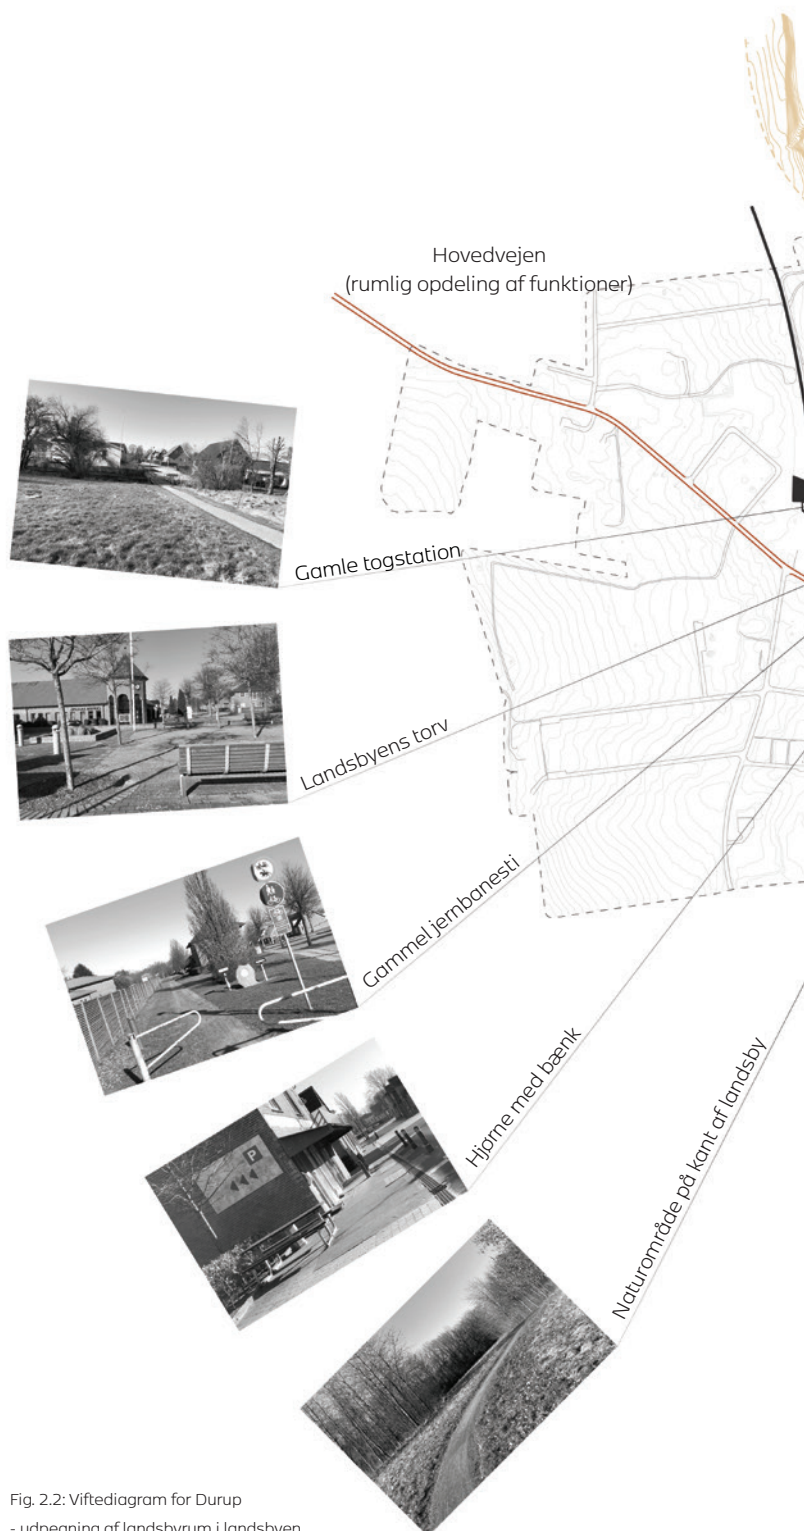 Hovedvejen
(rumlig opdeling af funktioner)
Gamle togstation
Landsbyens torv
Gammel jernbanesti
Hjørne med bænk
P
Naturområde på kant af landsby
Fig. 2.2: Viftediagram for Durup
- udpegning af landsbyrum i landsbyen